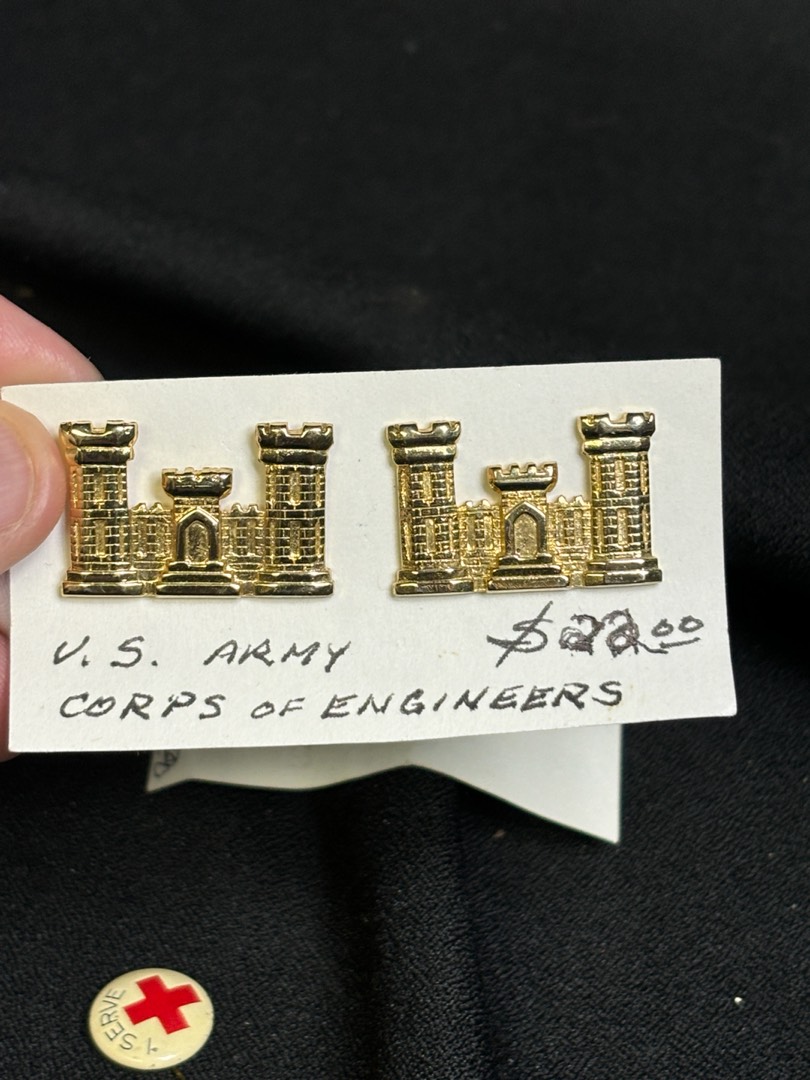 U.S. ARMY $22.00
CORPS OF ENGINEERS
I SERVE